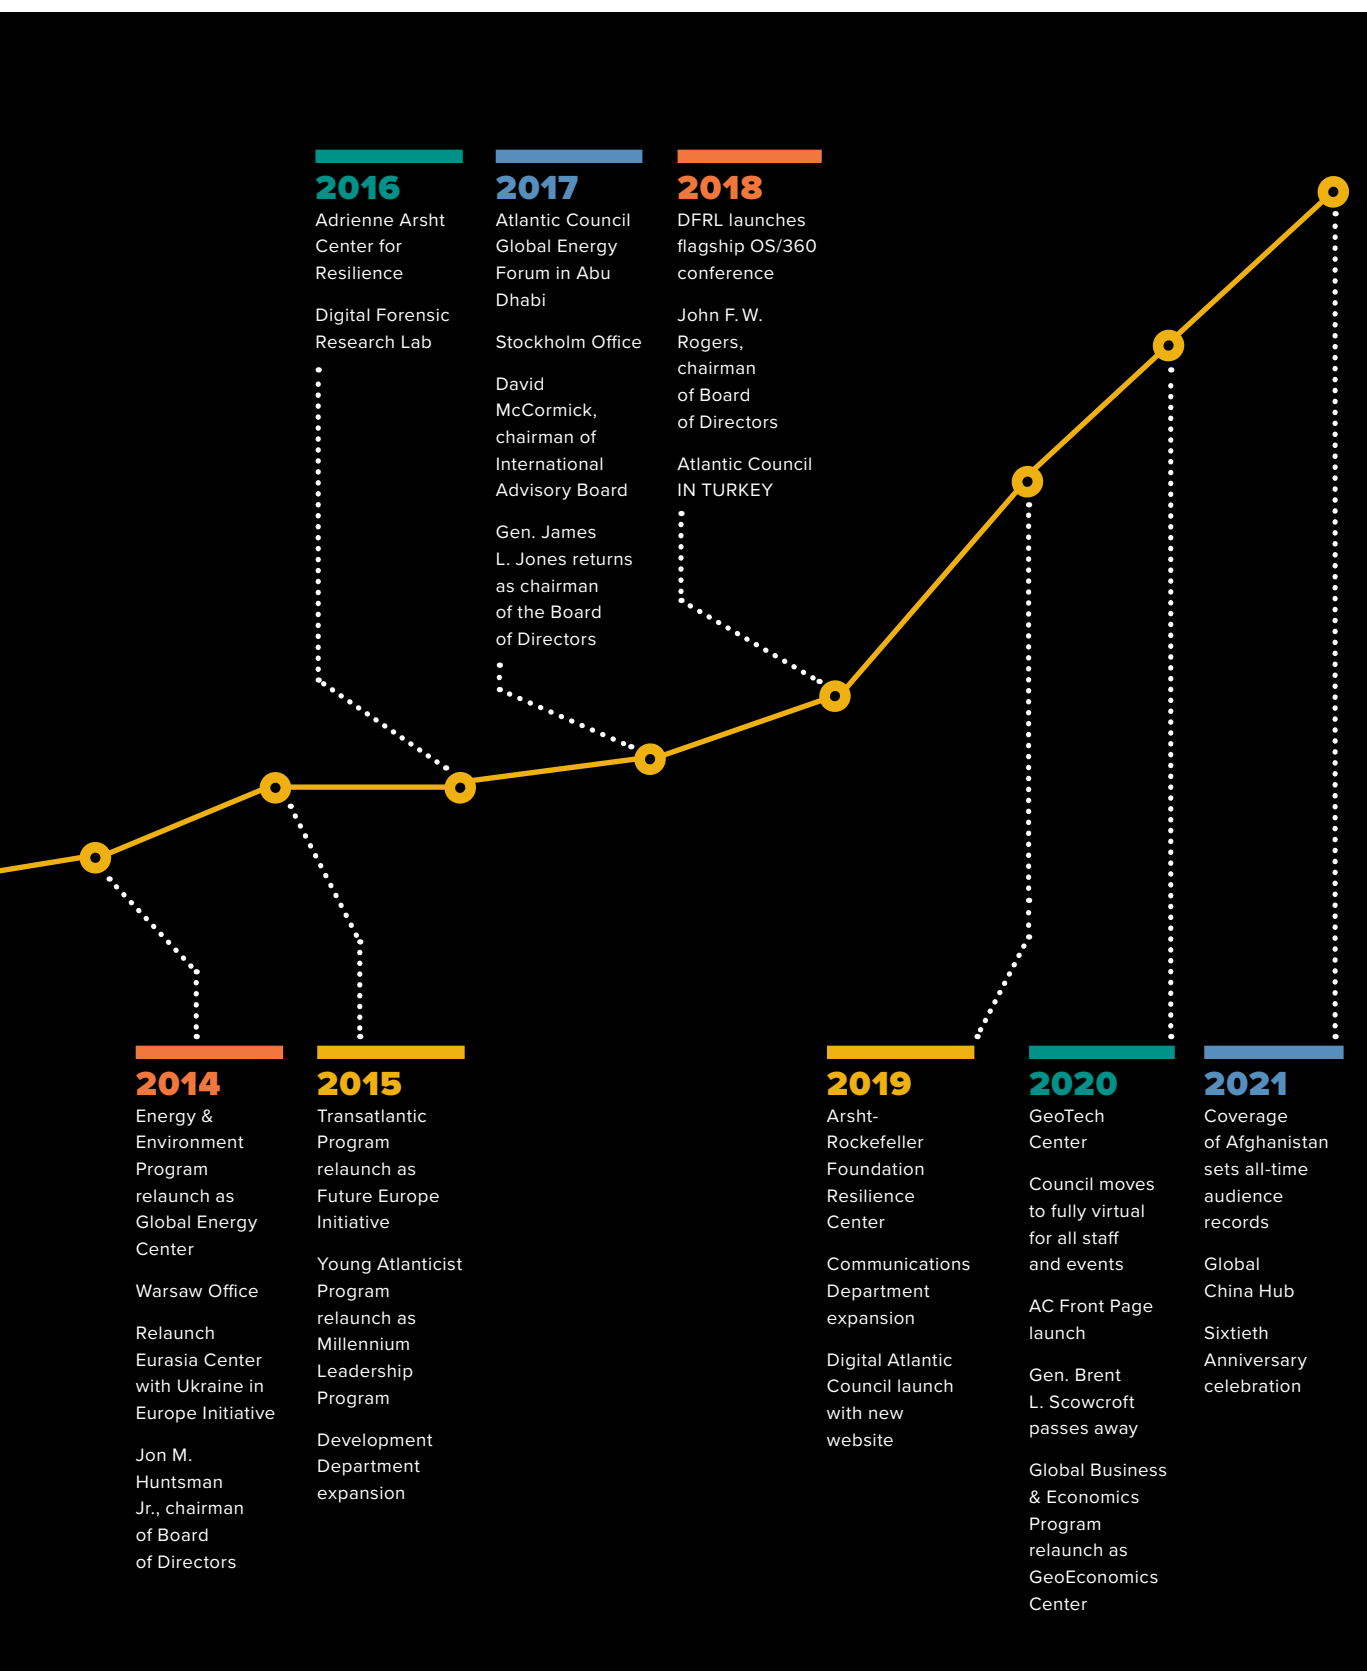 2016
Adrienne Arsht
Center for
Resilience
Digital Forensic
Research Lab
2017
Atlantic Council
Global Energy
Forum in Abu
Dhabi
Stockholm Office
David
McCormick,
chairman of
International
Advisory Board
Gen. James
L. Jones returns
as chairman
of the Board
of Directors
2018
DFRL launches
flagship OS/360
conference
John F. W.
Rogers,
chairman
of Board
of Directors
Atlantic Council
IN TURKEY
2014
Energy &
Environment
Program
relaunch as
Global Energy
Center
Warsaw Office
Relaunch
Eurasia Center
with Ukraine in
Europe Initiative
Jon M.
Huntsman
Jr., chairman
of Board
of Directors
2015
Transatlantic
Program
relaunch as
Future Europe
Initiative
Young Atlanticist
Program
relaunch as
Millennium
Leadership
Program
Development
Department
expansion
2019
Arsht-
Rockefeller
Foundation
Resilience
Center
Communications
Department
expansion
Digital Atlantic
Council launch
with new
website
2020
GeoTech
Center
Council moves
to fully virtual
for all staff
and events
AC Front Page
launch
Gen. Brent
L. Scowcroft
passes away
Global Business
& Economics
Program
relaunch as
GeoEconomics
Center
2021
Coverage
of Afghanistan
sets all-time
audience
records
Global
China Hub
Sixtieth
Anniversary
celebration